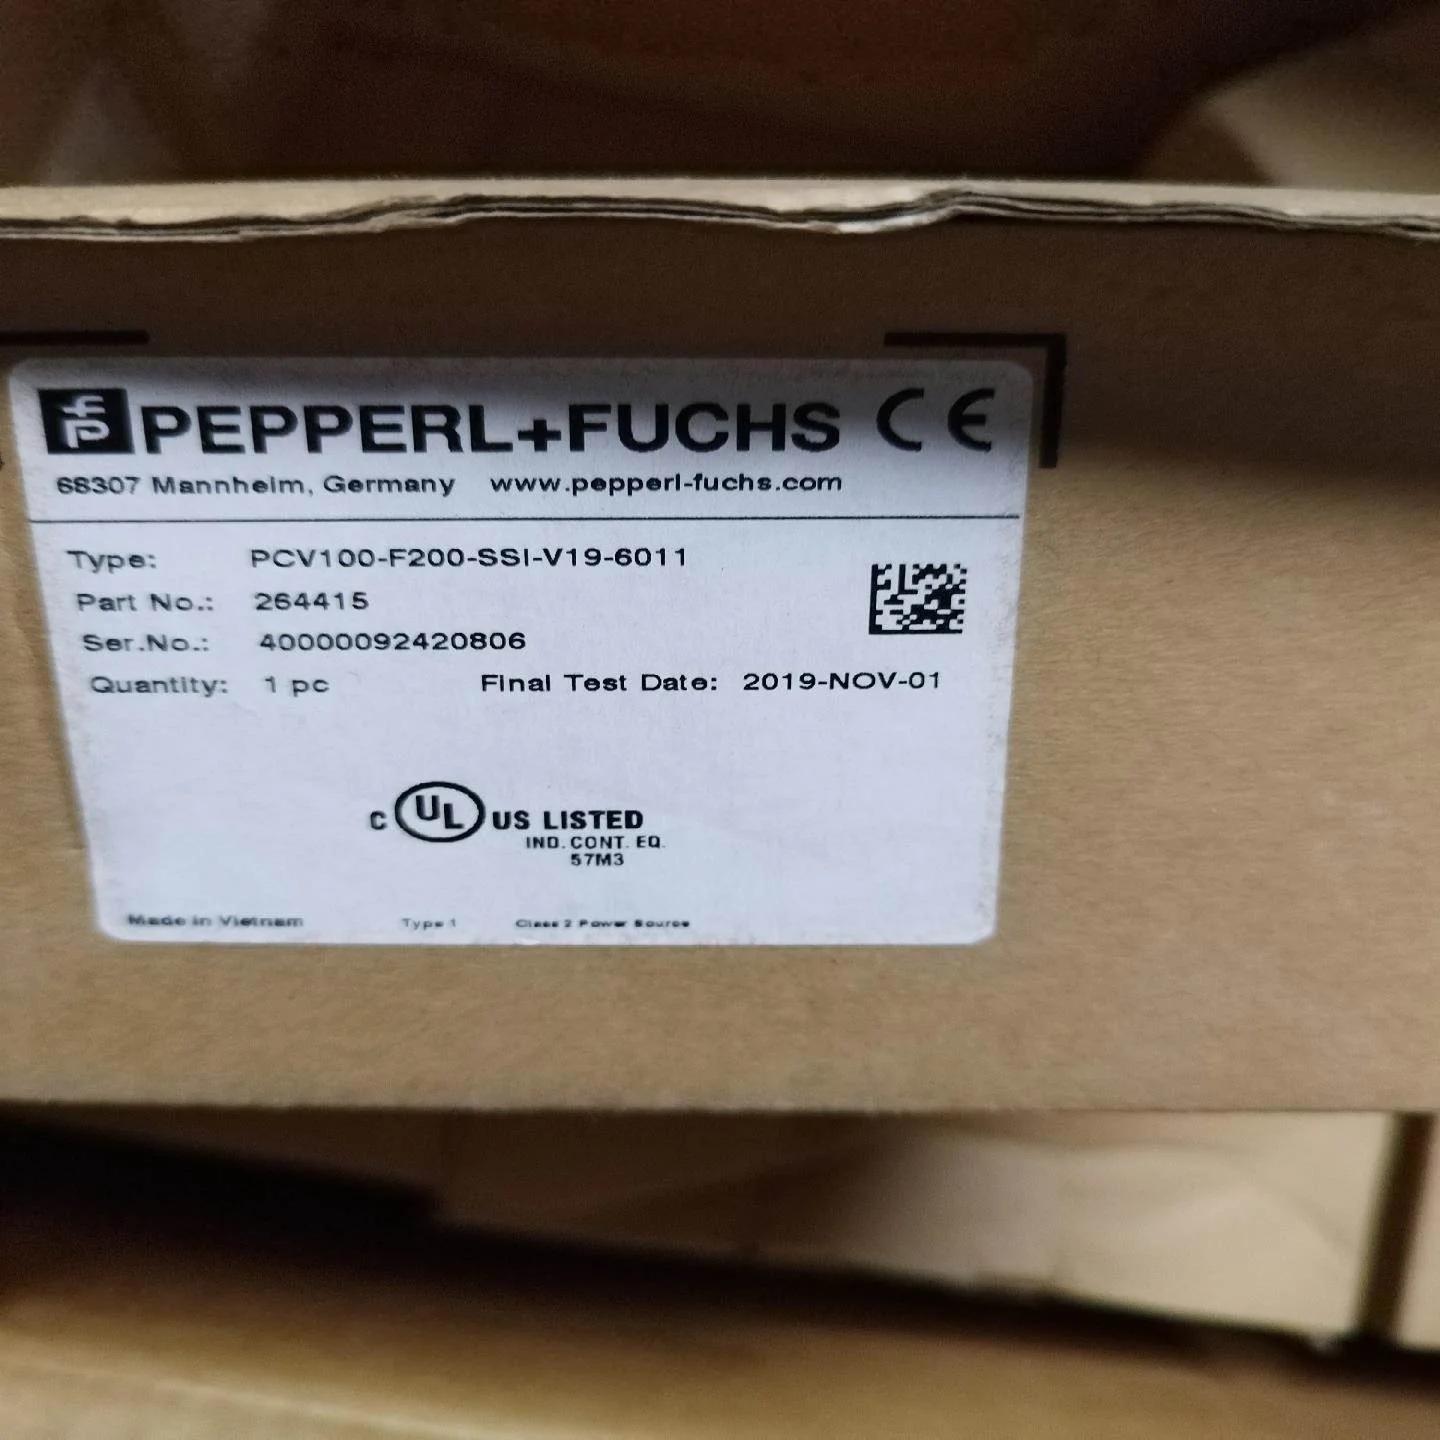 PEPPERL+FUCHS CE
68307 Mannheim, Germany www.pepperl-fuchs.com
Type: PCV100-F200-SSI-V19-6011
Part No.: 264415
Ser.No.: 40000092420806
Quantity: 1 pc Final Test Date: 2019-NOV-01
C UL US LISTED
IND. CONT. EQ.
57M3
Made in Vietnam Type 1 Class 2 Power Source